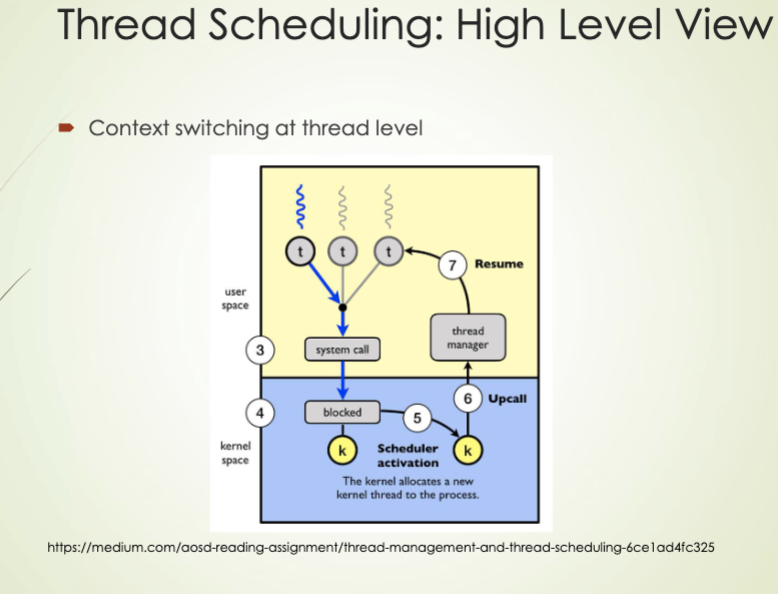 Thread Scheduling: High Level View
Context switching at thread level
t
t
t
7
Resume
user
space
thread
manager
3
system call
6
Upcall
4
blocked
5
kernel
space
k
Scheduler
activation
k
The kernel allocates a new
kernel thread to the process.
https://medium.com/aosd-reading-assignment/thread-management-and-thread-scheduling-6ce1ad4fc325